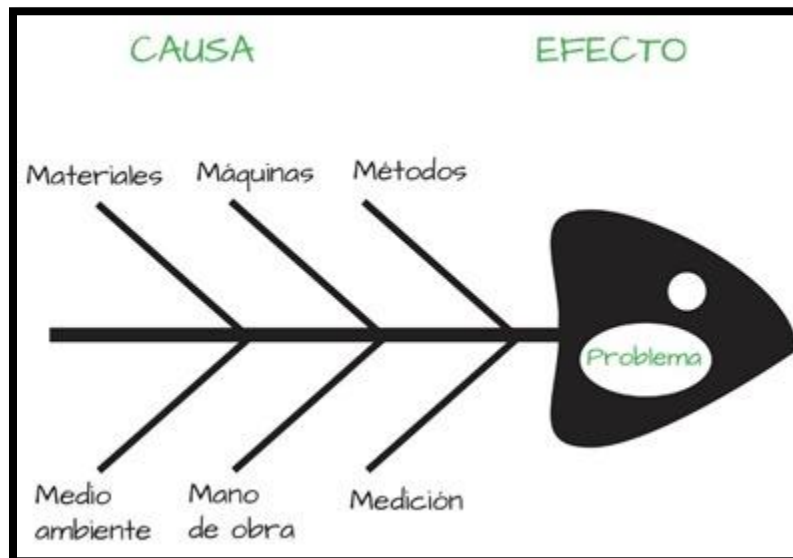 CAUSA
EFECTO
Materiales
Máquinas
Métodos
Problema
Medio
ambiente
Mano
de obra
Medición